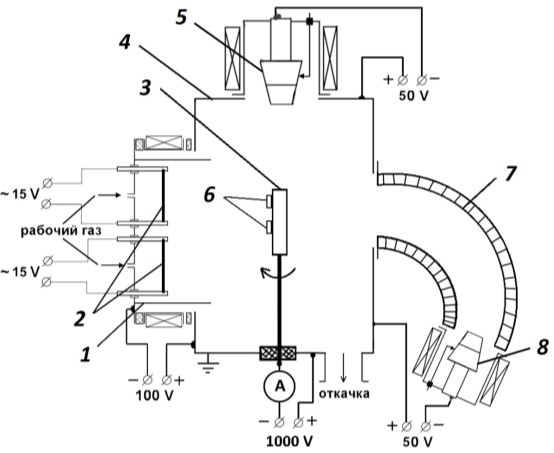 5
4
+ −
50 V
3
7
~ 15 V
6
рабочий газ
~ 15 V
2
1
8
A
− +
100 V
откачка
− +
1000 V
+ −
50 V